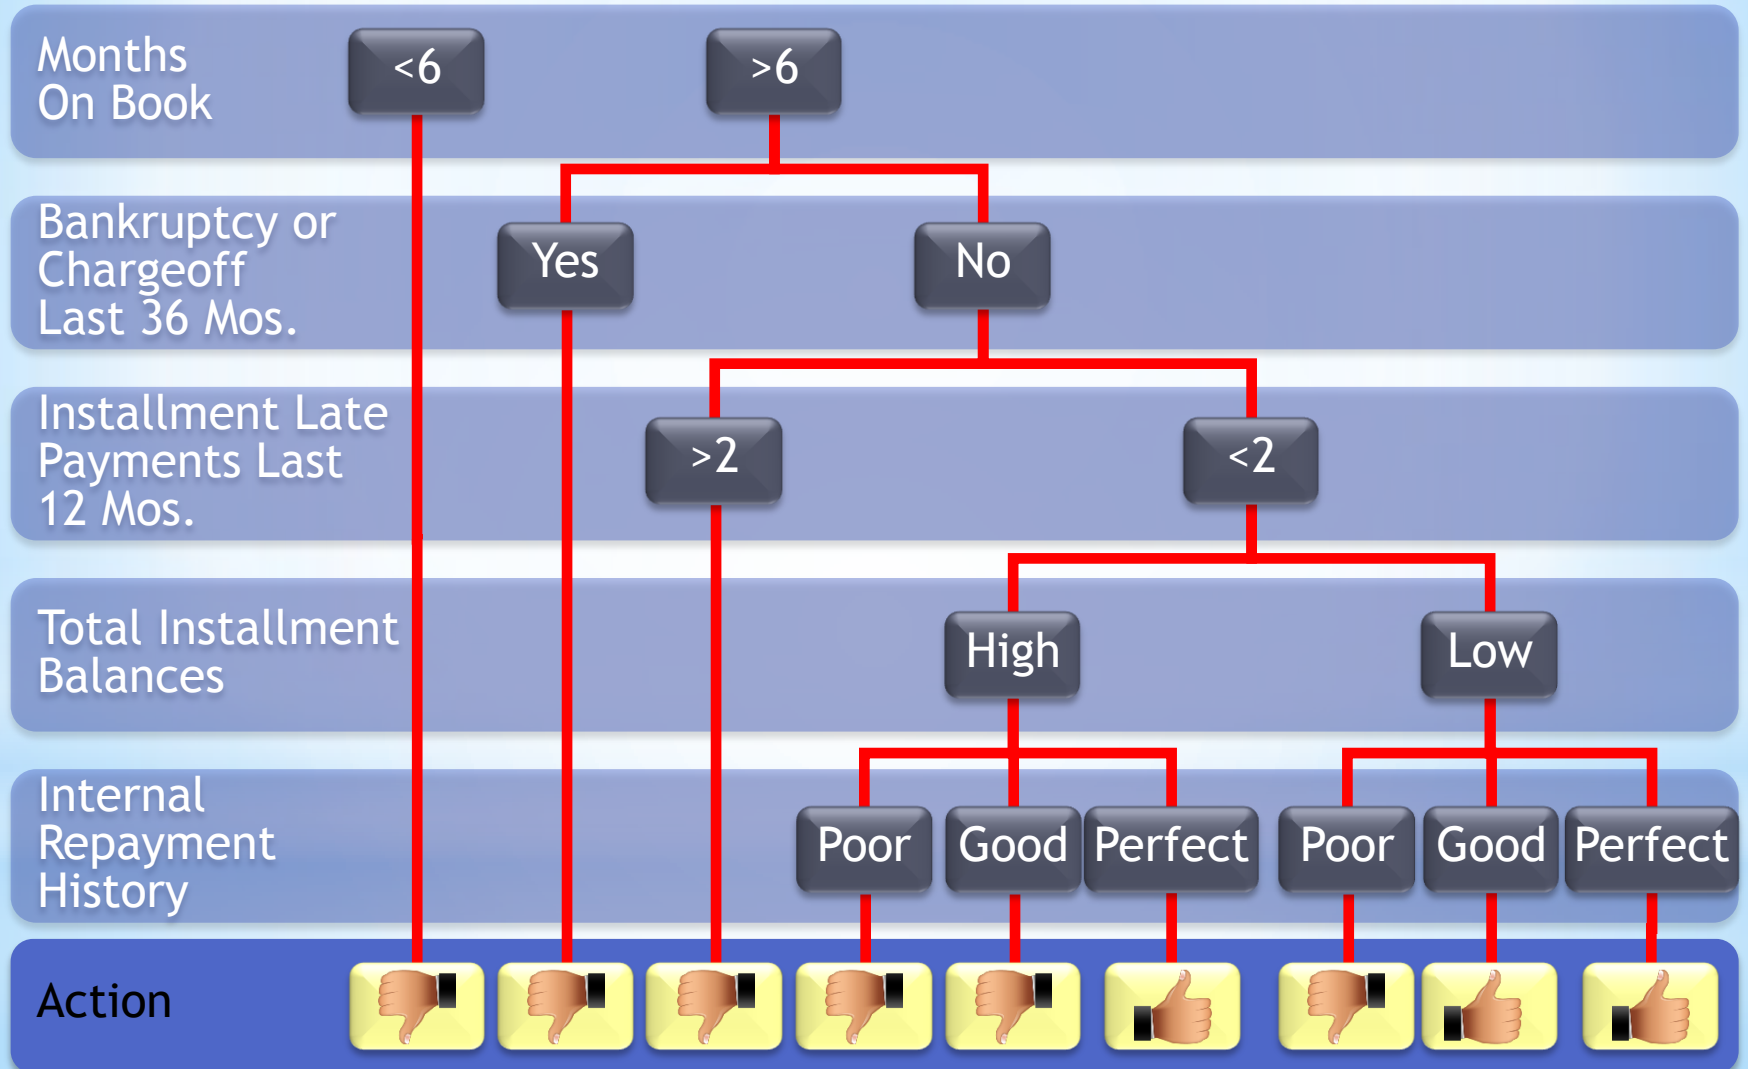 Months
On Book
<6
>6
Bankruptcy or
Chargeoff
Last 36 Mos.
Yes
No
Installment Late
Payments Last
12 Mos.
>2
<2
Total Installment
Balances
High
Low
Internal
Repayment
History
Poor
Good
Perfect
Poor
Good
Perfect
Action